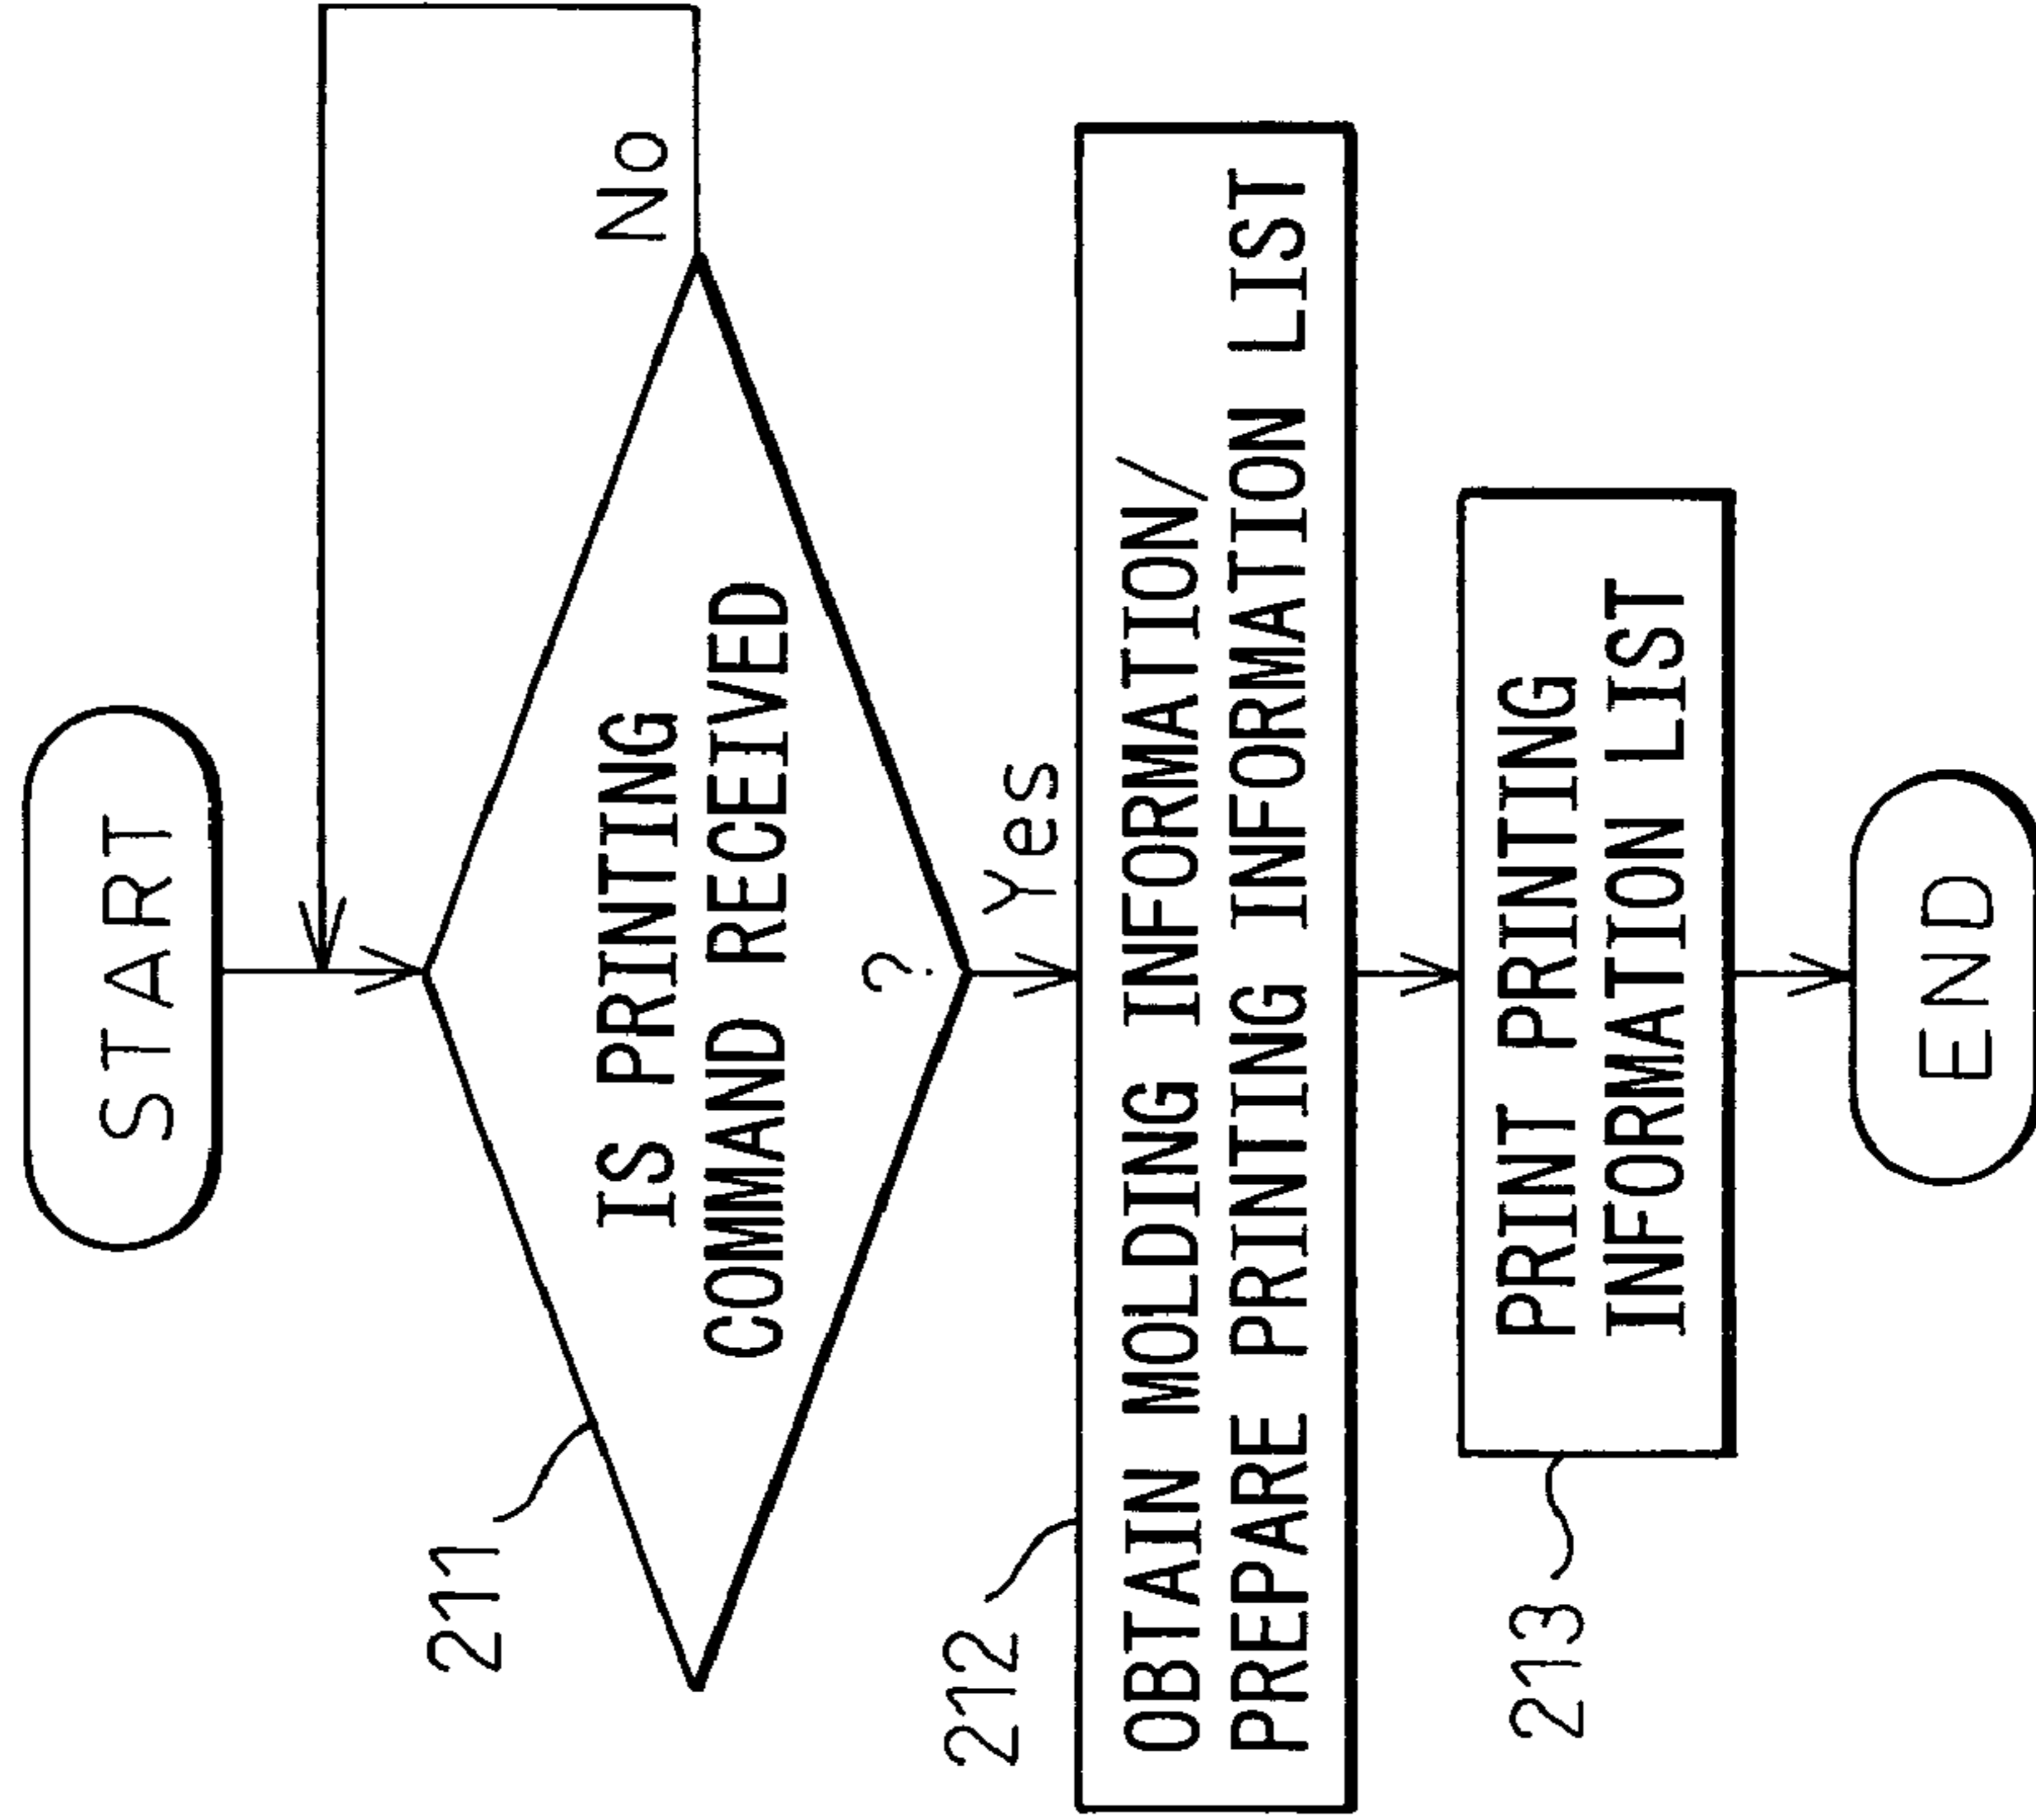 START
211
IS PRINTING
COMMAND RECEIVED
?
No
Yes
212
OBTAIN MOLDING INFORMATION/
PREPARE PRINTING INFORMATION LIST
213
PRINT PRINTING
INFORMATION LIST
END